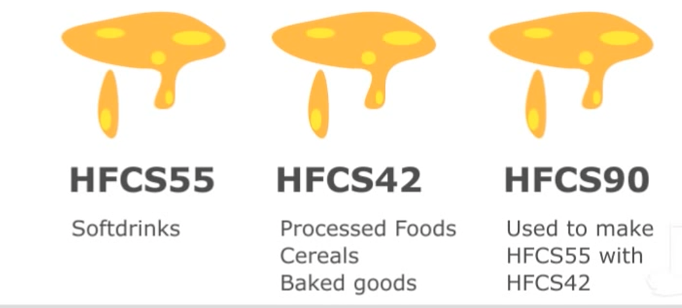 HFCS55
Softdrinks
HFCS42
Processed Foods
Cereals
Baked goods
HFCS90
Used to make
HFCS55 with
HFCS42